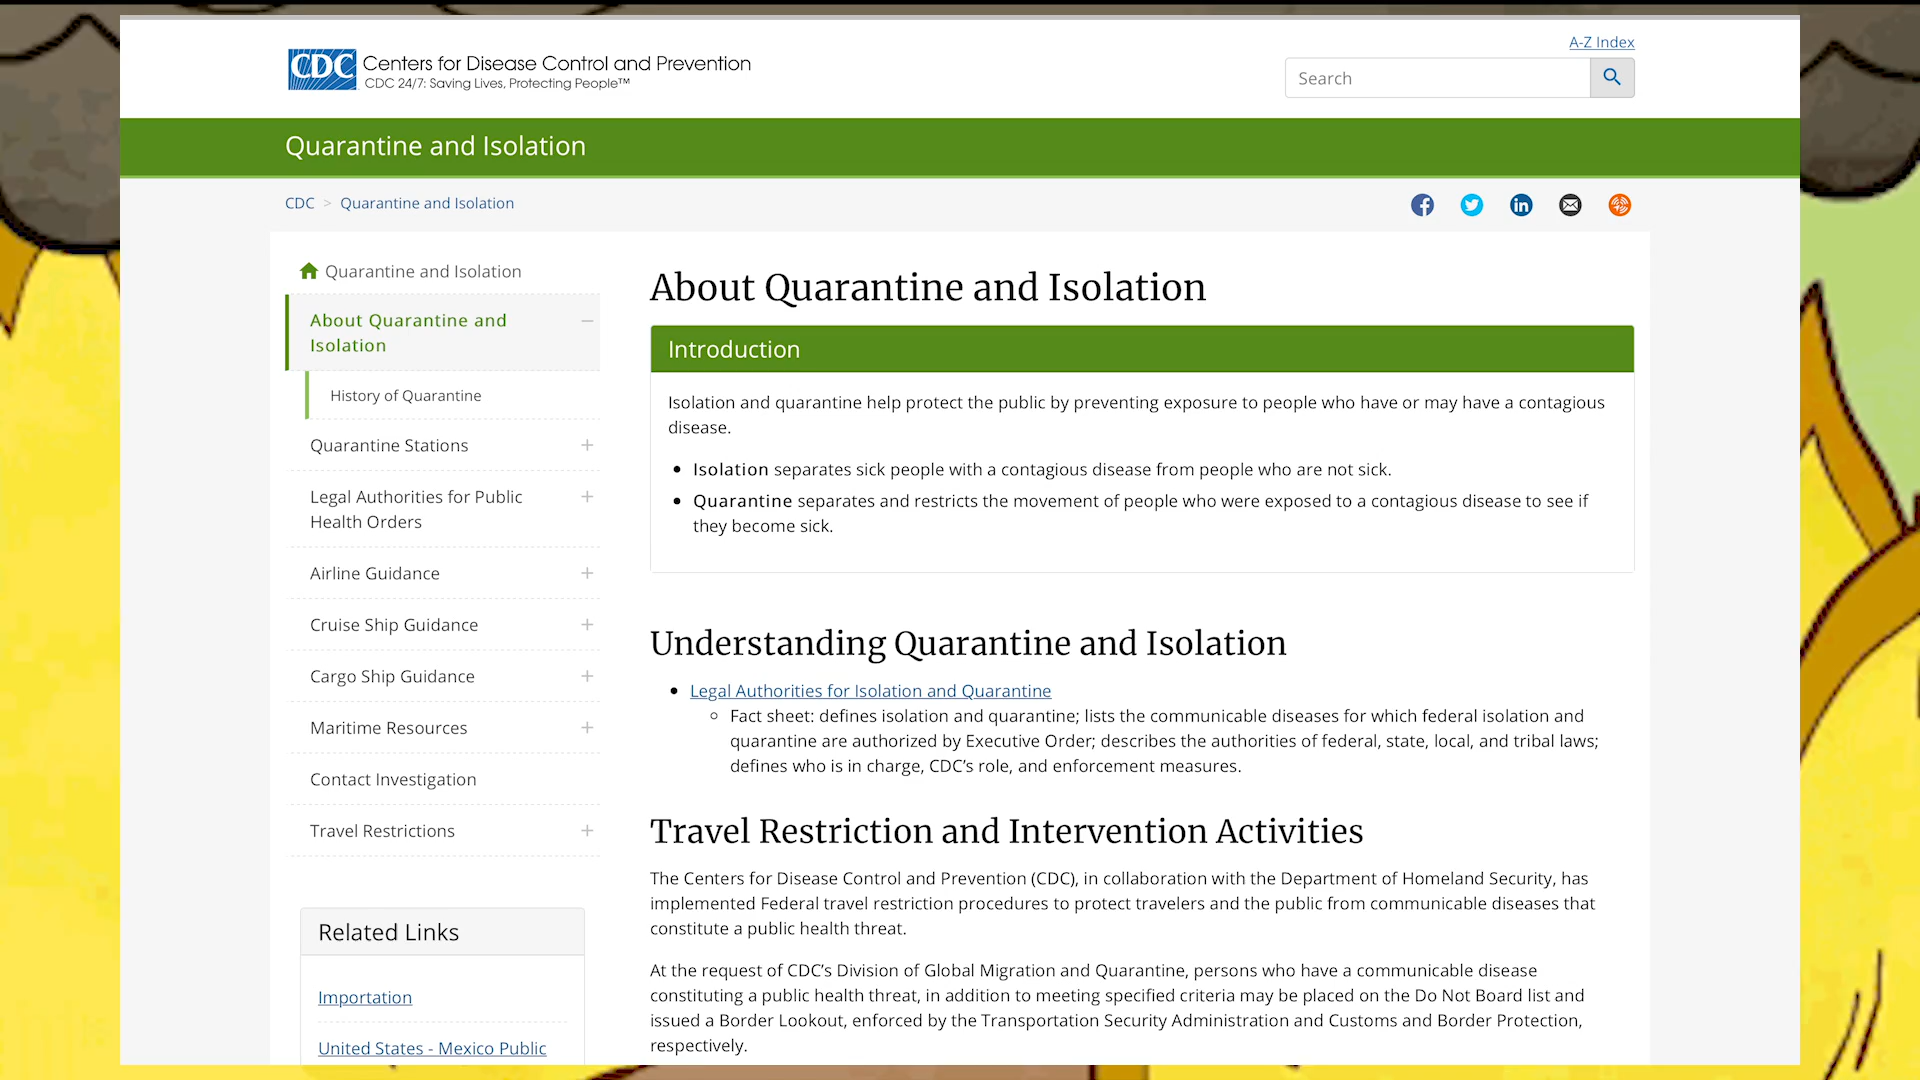 A-Z Index
CDC Centers for Disease Control and Prevention
CDC 24/7: Saving Lives, Protecting People™
Search
Quarantine and Isolation
CDC > Quarantine and Isolation
Quarantine and Isolation
About Quarantine and
Isolation
History of Quarantine
Quarantine Stations
Legal Authorities for Public
Health Orders
Airline Guidance
Cruise Ship Guidance
Cargo Ship Guidance
Maritime Resources
Contact Investigation
Travel Restrictions
Related Links
Importation
United States - Mexico Public
About Quarantine and Isolation
Introduction
Isolation and quarantine help protect the public by preventing exposure to people who have or may have a contagious
disease.
• Isolation separates sick people with a contagious disease from people who are not sick.
• Quarantine separates and restricts the movement of people who were exposed to a contagious disease to see if
they become sick.
Understanding Quarantine and Isolation
• Legal Authorities for Isolation and Quarantine
○ Fact sheet: defines isolation and quarantine; lists the communicable diseases for which federal isolation and
quarantine are authorized by Executive Order; describes the authorities of federal, state, local, and tribal laws;
defines who is in charge, CDC’s role, and enforcement measures.
Travel Restriction and Intervention Activities
The Centers for Disease Control and Prevention (CDC), in collaboration with the Department of Homeland Security, has
implemented Federal travel restriction procedures to protect travelers and the public from communicable diseases that
constitute a public health threat.
At the request of CDC’s Division of Global Migration and Quarantine, persons who have a communicable disease
constituting a public health threat, in addition to meeting specified criteria may be placed on the Do Not Board list and
issued a Border Lookout, enforced by the Transportation Security Administration and Customs and Border Protection,
respectively.